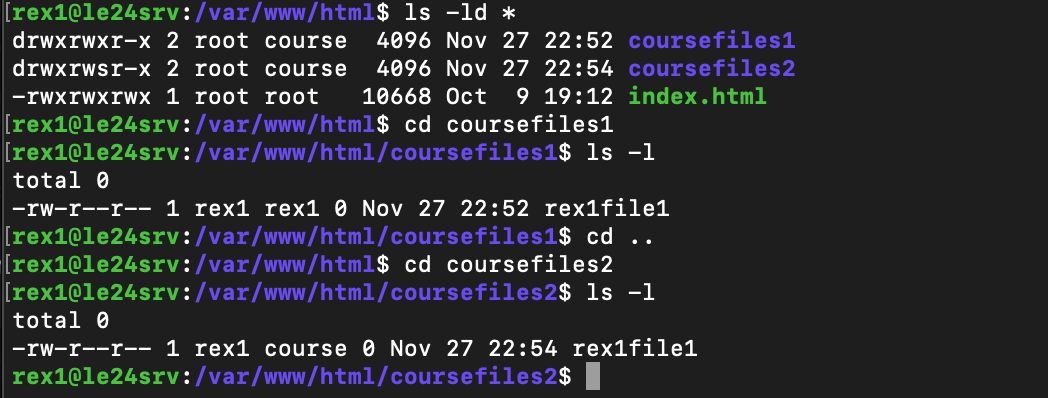 [rex1@le24srv:/var/www/html$ ls -ld *
drwxrwxr-x 2 root course  4096 Nov 27 22:52 coursefiles1
drwxrwsr-x 2 root course  4096 Nov 27 22:54 coursefiles2
-rwxrwxrwx 1 root root   10668 Oct  9 19:12 index.html
[rex1@le24srv:/var/www/html$ cd coursefiles1
[rex1@le24srv:/var/www/html/coursefiles1$ ls -l
total 0
-rw-r--r-- 1 rex1 rex1 0 Nov 27 22:52 rex1file1
[rex1@le24srv:/var/www/html/coursefiles1$ cd ..
[rex1@le24srv:/var/www/html$ cd coursefiles2
[rex1@le24srv:/var/www/html/coursefiles2$ ls -l
total 0
-rw-r--r-- 1 rex1 course 0 Nov 27 22:54 rex1file1
rex1@le24srv:/var/www/html/coursefiles2$